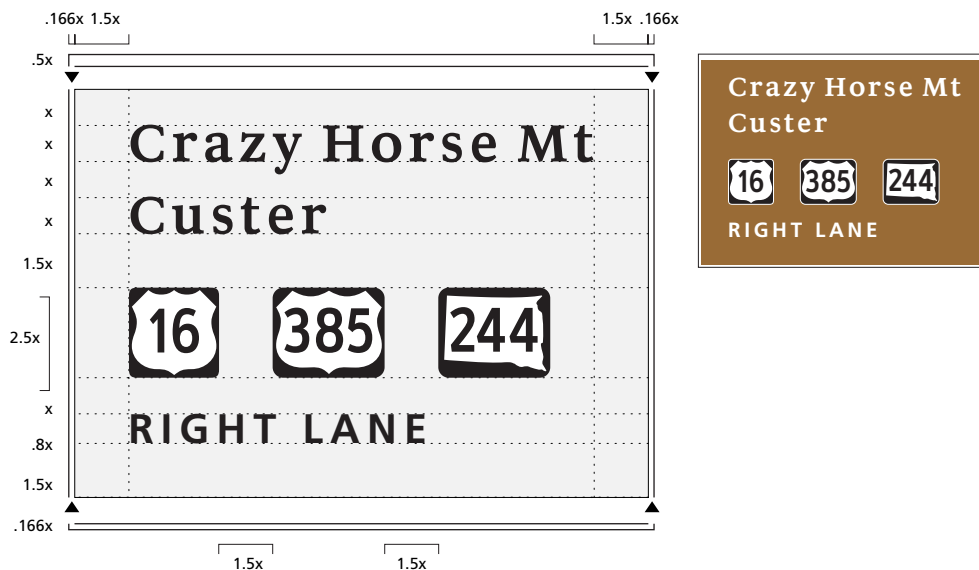 .166x 1.5x 1.5x .166x
.5x
x
x
x
x
1.5x
2.5x
x
.8x
1.5x
.166x
1.5x 1.5x
Crazy Horse Mt
Custer
16 385 244
RIGHT LANE
Crazy Horse Mt
Custer
16 385 244
RIGHT LANE